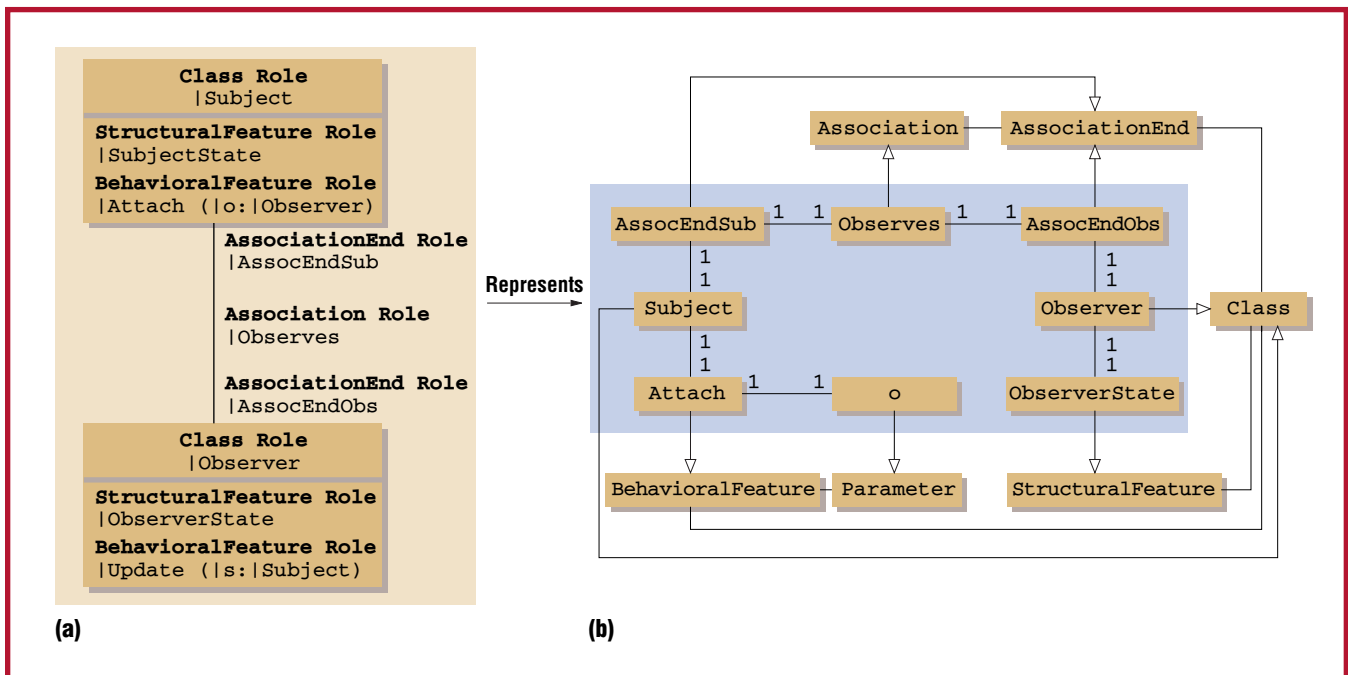 Class Role
|Subject
StructuralFeature Role
|SubjectState
BehavioralFeature Role
|Attach (|o:|Observer)
AssociationEnd Role
|AssocEndSub
Association Role
|Observes
AssociationEnd Role
|AssocEndObs
Class Role
|Observer
StructuralFeature Role
|ObserverState
BehavioralFeature Role
|Update (|s:|Subject)
(a)
Represents
Association
AssociationEnd
AssocEndSub
1
1
Observes
1
1
AssocEndObs
1
1
1
1
Subject
Observer
Class
1
1
1
1
Attach
1
1
o
ObserverState
BehavioralFeature
Parameter
StructuralFeature
(b)